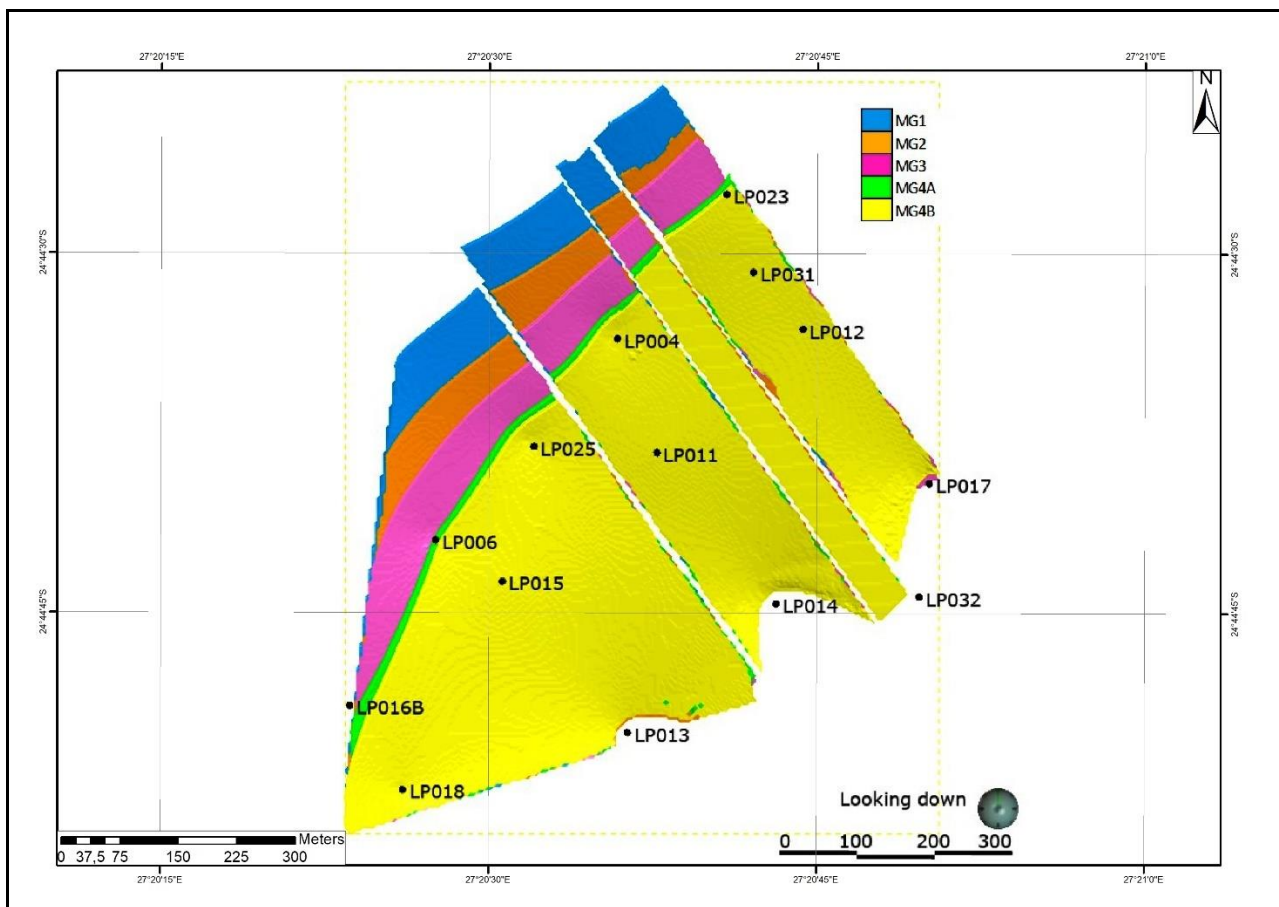 27°20'15"E 27°20'30"E 27°20'45"E 27°21'0"E
N
MG1
MG2
MG3
MG4A
MG4B
LP023
24°44'30"S 24°44'30"S
LP031
LP012
LP004
LP025
LP011
LP017
LP006
LP015
LP032
LP014
24°44'45"S 24°44'45"S
LP016B
LP013
LP018
Looking down
Meters
0 37,5 75 150 225 300
0 100 200 300
27°20'15"E 27°20'30"E 27°20'45"E 27°21'0"E